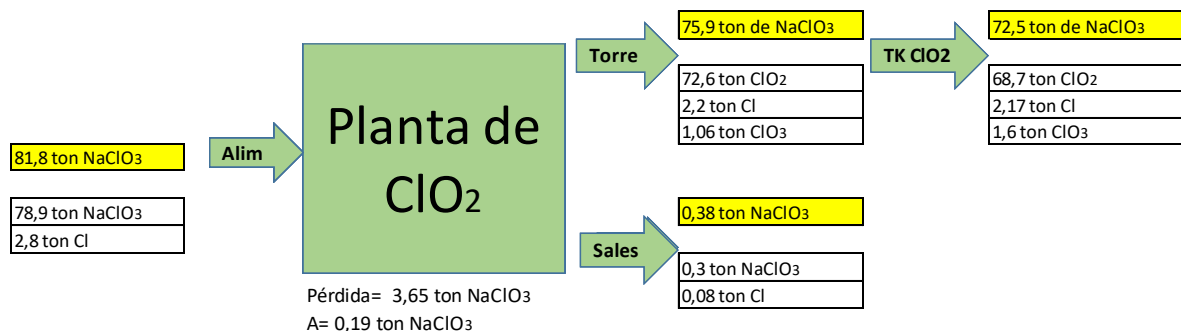 81,8 ton NaClO₃
78,9 ton NaClO₃
2,8 ton Cl
Alim
Planta de
ClO₂
Pérdida= 3,65 ton NaClO₃
A= 0,19 ton NaClO₃
Torre
75,9 ton de NaClO₃
72,6 ton ClO₂
2,2 ton Cl
1,06 ton ClO₃
TK ClO2
72,5 ton de NaClO₃
68,7 ton ClO₂
2,17 ton Cl
1,6 ton ClO₃
Sales
0,38 ton NaClO₃
0,3 ton NaClO₃
0,08 ton Cl